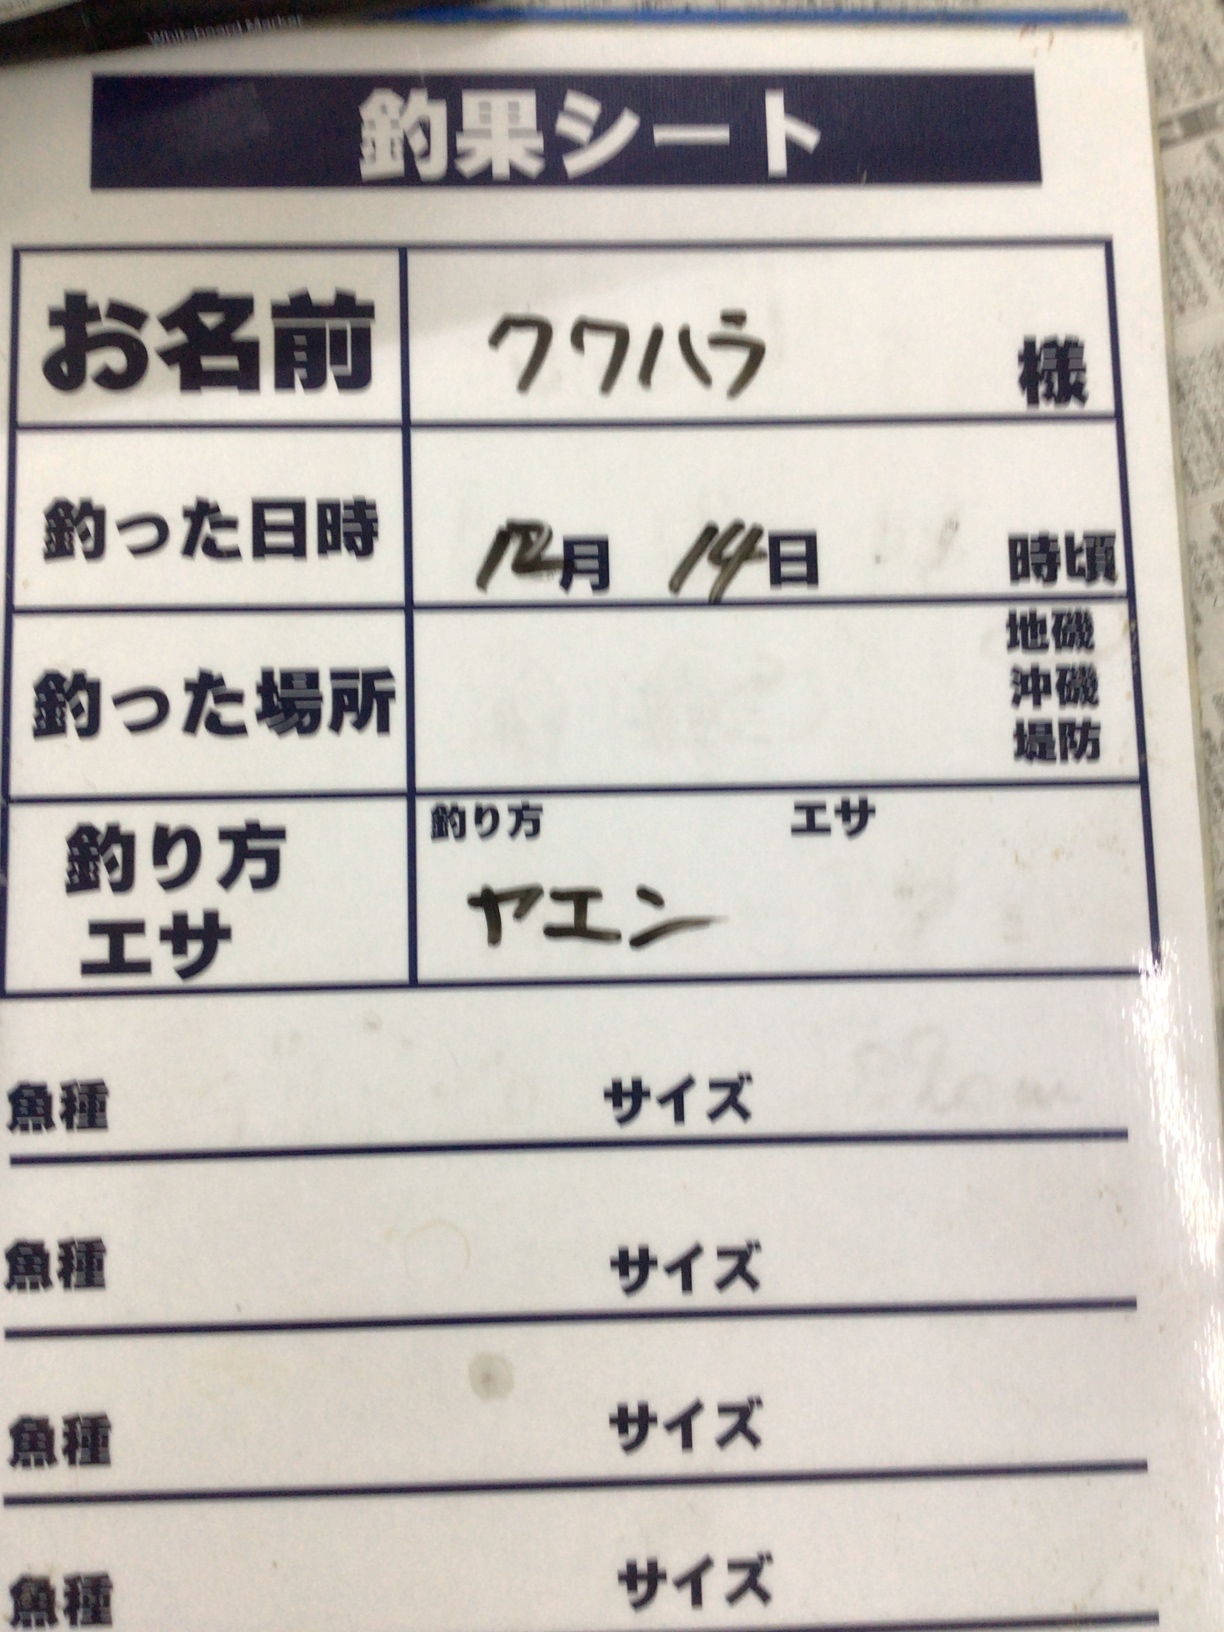 Whiteboard Marker
釣果シート
お名前 クワハラ 様
釣った日時 12月 14日 時頃
釣った場所 地磯
沖磯
堤防
釣り方 エサ
釣り方
エサ
ヤエン
魚種 サイズ
魚種 サイズ
魚種 サイズ
魚種 サイズ